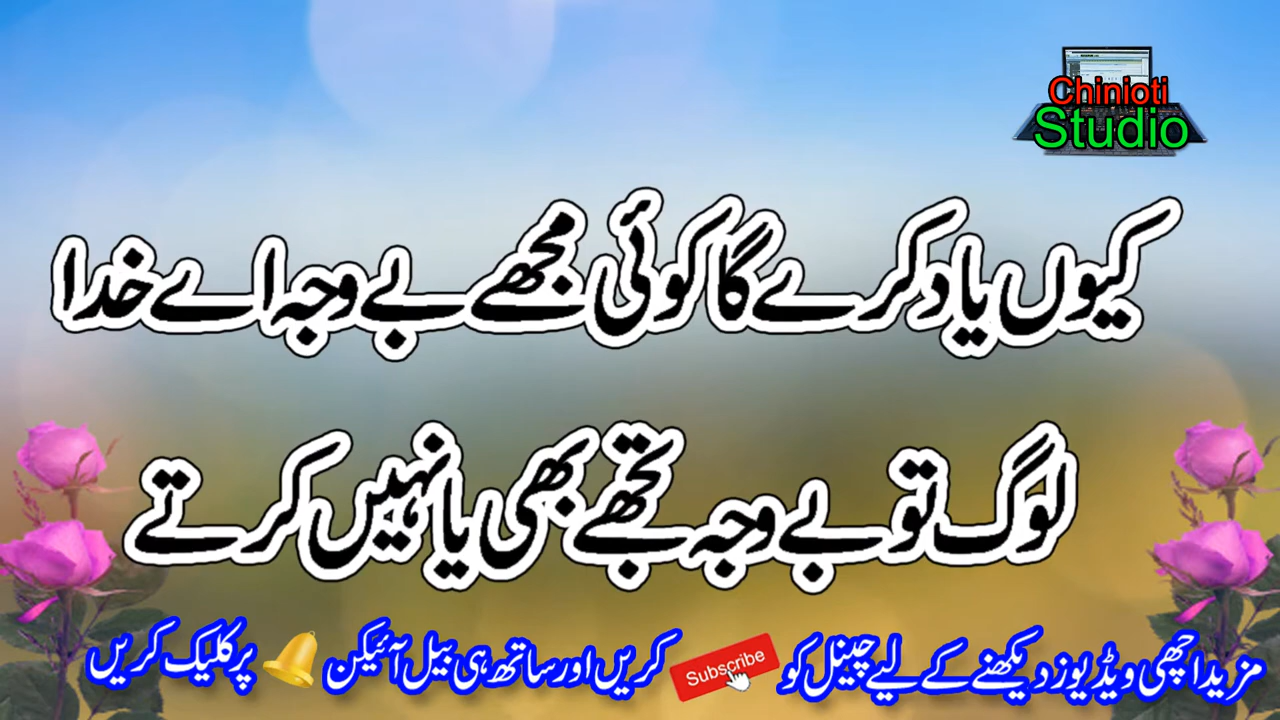 Chinioti
Studio
کیوں یاد کرے گا کوئی مجھے بے وجہ اے خدا
لوگ تو بے وجہ تجھے بھی یا نہیں کرتے
مزید اچھی ویڈیوز دیکھنے کے لیے چینل کو Subscribe کریں اور ساتھ ہی بیل آئیکن پر کلیک کریں